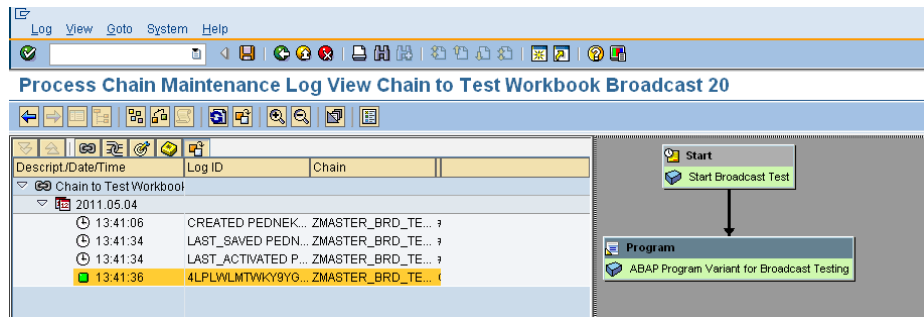 Log View Goto System Help
Process Chain Maintenance Log View Chain to Test Workbook Broadcast 20
Descript./Date/Time Log ID Chain
Chain to Test Workbook
2011.05.04
13:41:06 CREATED PEDNEK... ZMASTER_BRD_TE...
13:41:34 LAST_SAVED PEDN... ZMASTER_BRD_TE...
13:41:34 LAST_ACTIVATED P... ZMASTER_BRD_TE...
13:41:36 4LPLWLMTWKY9YG... ZMASTER_BRD_TE...
Start
Start Broadcast Test
Program
ABAP Program Variant for Broadcast Testing